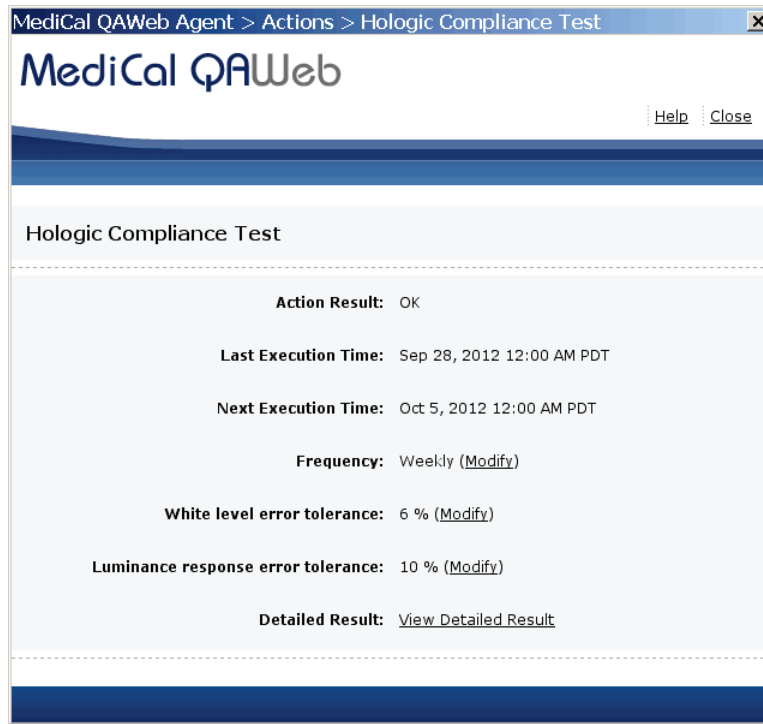 MediCal QAWeb Agent > Actions > Hologic Compliance Test
MediCal QAWeb
Help Close
Hologic Compliance Test
Action Result: OK
Last Execution Time: Sep 28, 2012 12:00 AM PDT
Next Execution Time: Oct 5, 2012 12:00 AM PDT
Frequency: Weekly (Modify)
White level error tolerance: 6 % (Modify)
Luminance response error tolerance: 10 % (Modify)
Detailed Result: View Detailed Result